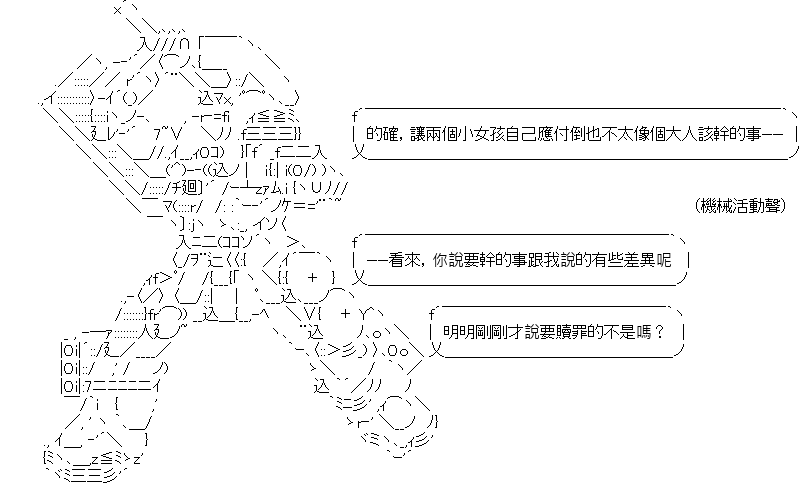 的確，讓兩個小女孩自己應付倒也不太像個大人該幹的事——
（機械活動聲）
——看來，你說要幹的事跟我說的有些差異呢
明明剛剛才說要贖罪的不是嗎？